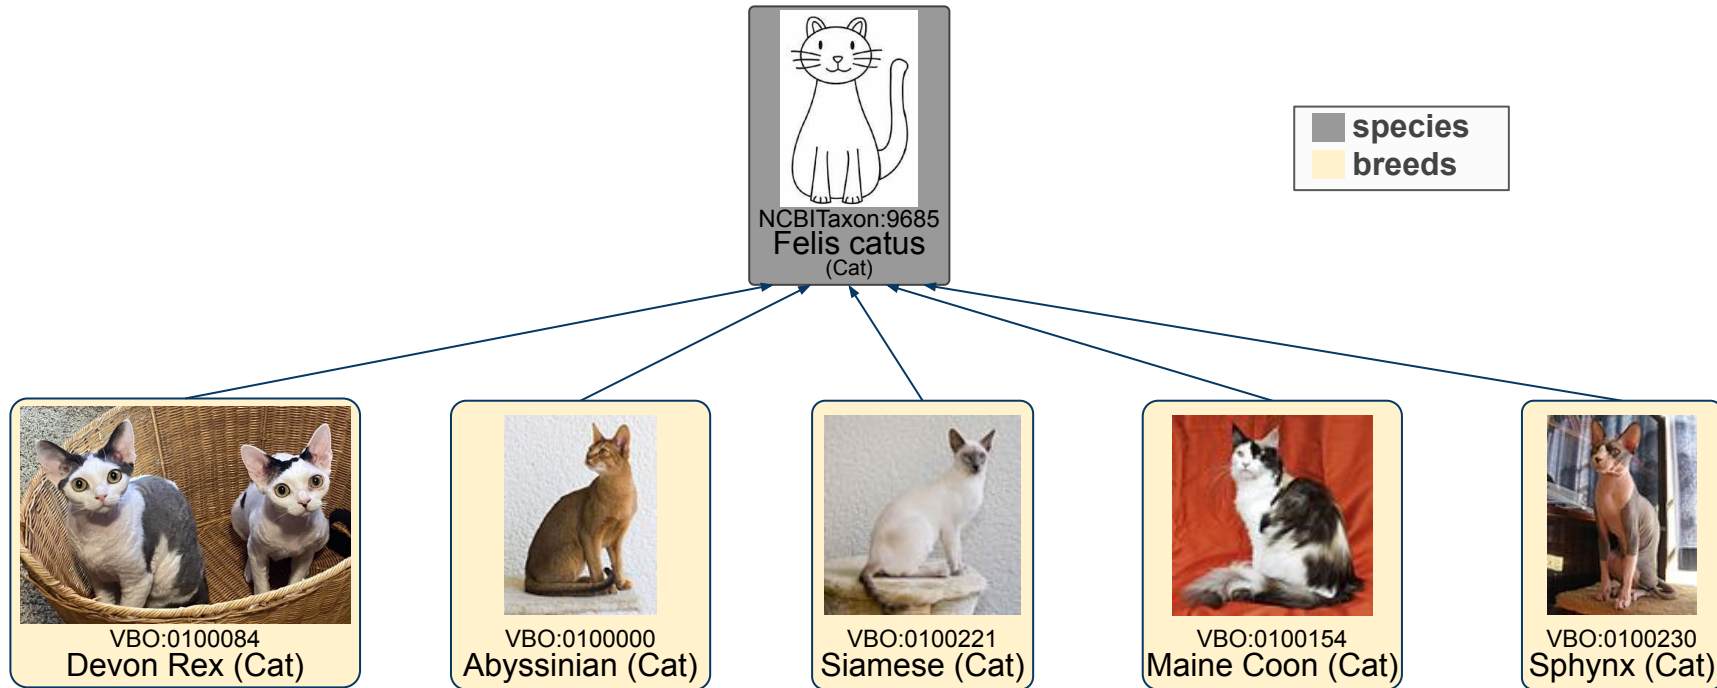 NCBITaxon:9685
Felis catus
(Cat)
species
breeds
VBO:0100084
Devon Rex (Cat)
VBO:0100000
Abyssinian (Cat)
VBO:0100221
Siamese (Cat)
VBO:0100154
Maine Coon (Cat)
VBO:0100230
Sphynx (Cat)